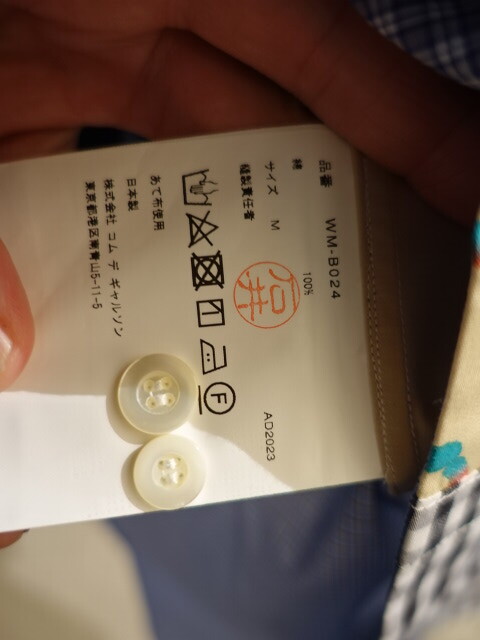 品番 WM-B024
綿 100%
サイズ M
AD2023
縫製責任者
石井
F
あて布使用
日本製
株式会社 コム デ ギャルソン
東京都港区南青山5-11-5